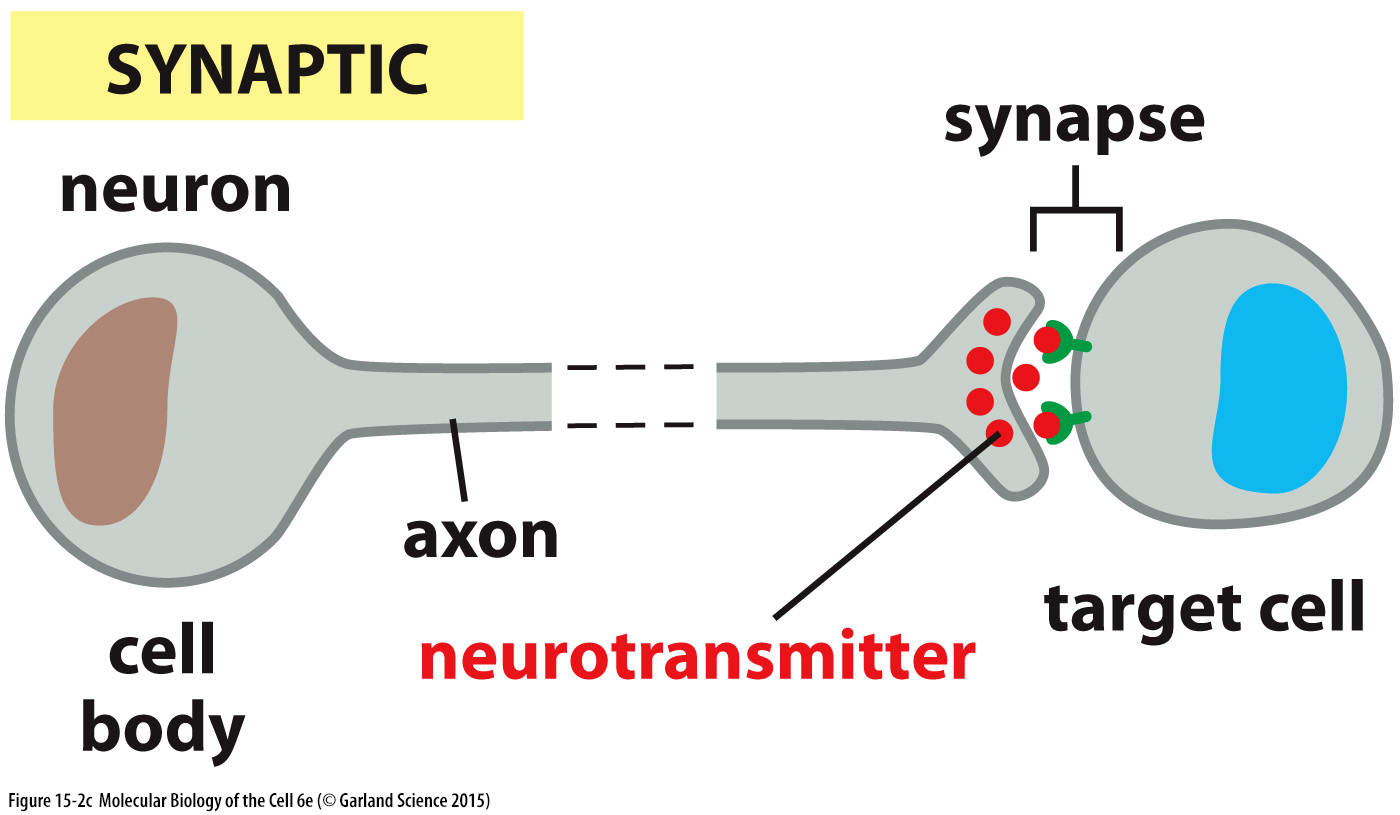 SYNAPTIC
synapse
neuron
axon
target cell
cell
body
neurotransmitter
Figure 15-2c Molecular Biology of the Cell 6e (© Garland Science 2015)